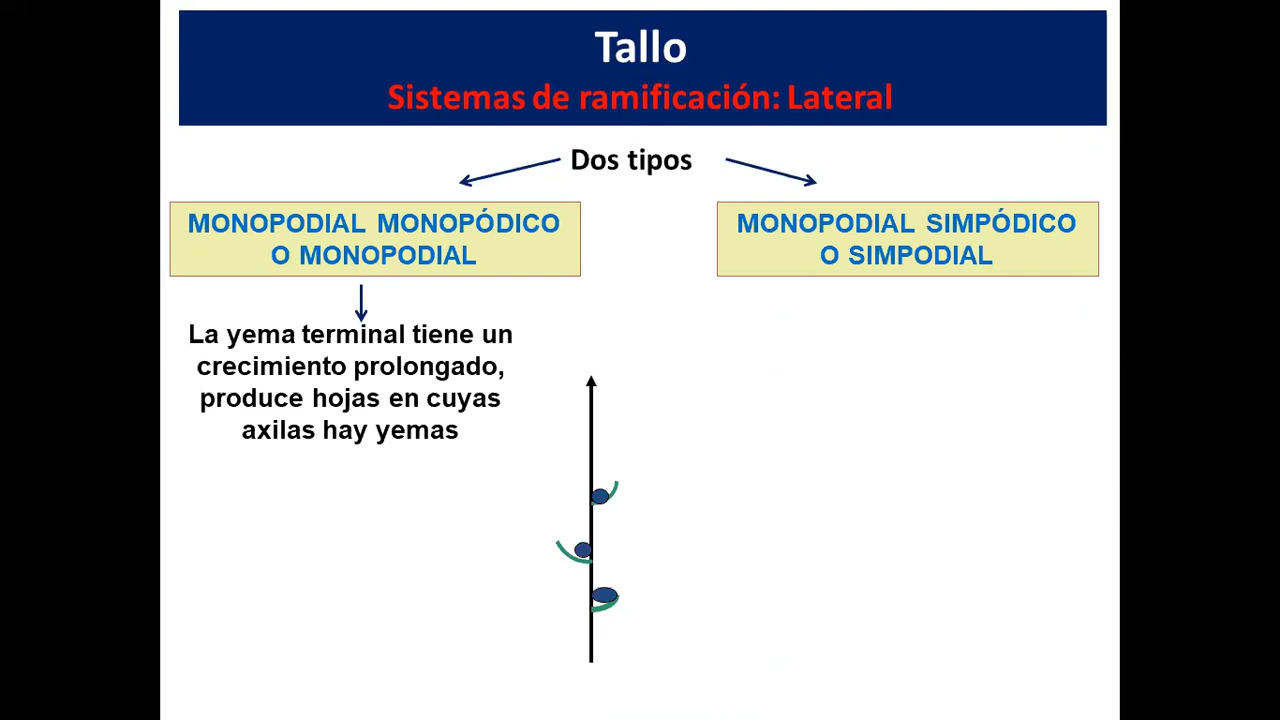 Tallo
Sistemas de ramificación: Lateral
Dos tipos
MONOPODIAL MONOPÓDICO
O MONOPODIAL
MONOPODIAL SIMPÓDICO
O SIMPODIAL
La yema terminal tiene un
crecimiento prolongado,
produce hojas en cuyas
axilas hay yemas